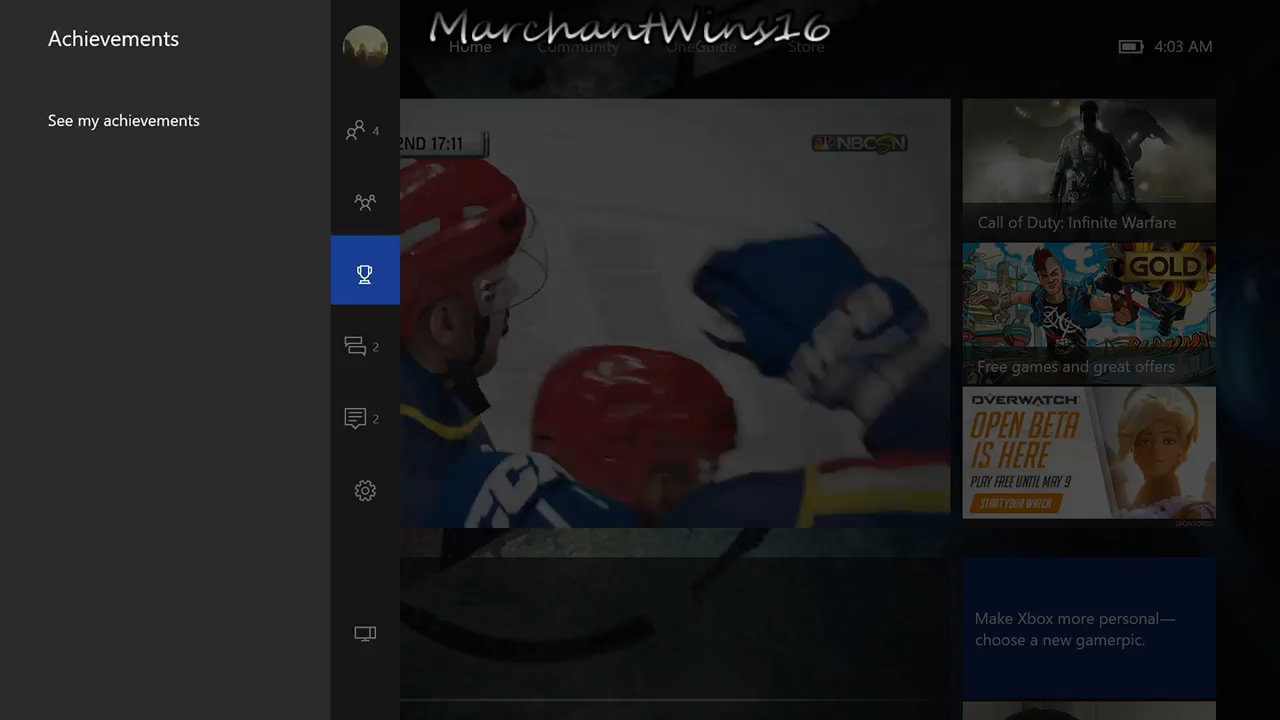 Achievements
See my achievements
4
2
2
MarchantWins16
Home
Community
OneGuide
Store
4:03 AM
2ND 17:11
NBCSN
Call of Duty: Infinite Warfare
GOLD
Free games and great offers
OVERWATCH
OPEN BETA
IS HERE
PLAY FREE UNTIL MAY 9
START YOUR WATCH
SPONSORED
Make Xbox more personal—
choose a new gamerpic.